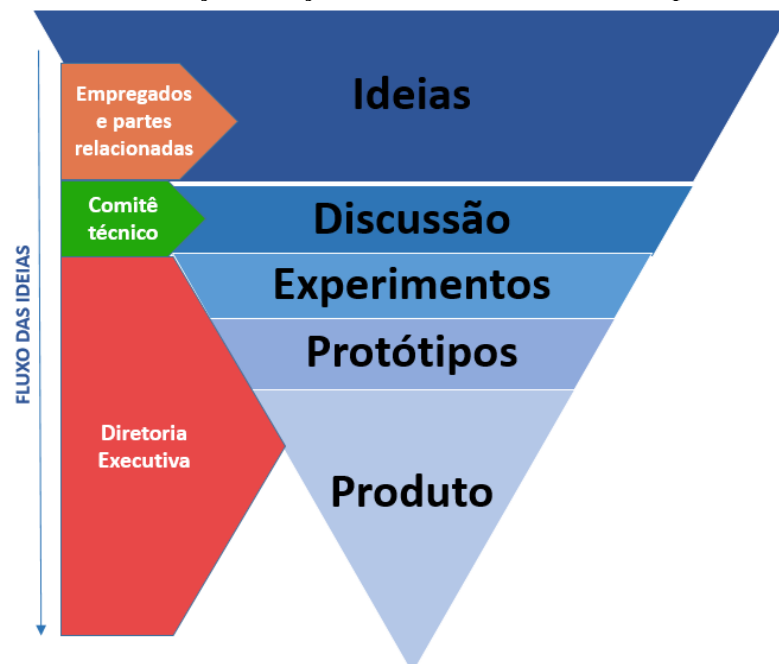 Ideias
Empregados
e partes
relacionadas
Comitê
técnico
Discussão
Experimentos
Protótipos
Diretoria
Executiva
Produto
FLUXO DAS IDEIAS